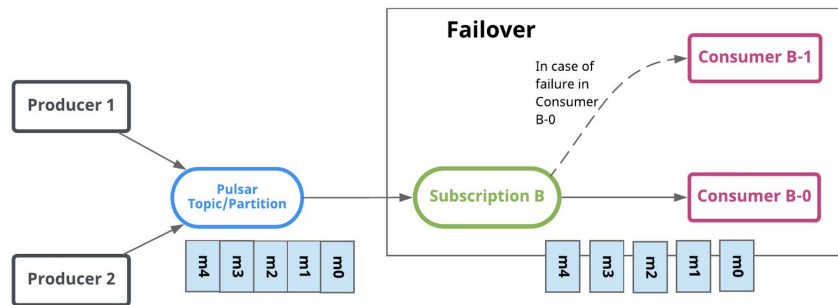 Failover
Producer 1
Producer 2
Pulsar
Topic/Partition
m4 m3 m2 m1 m0
Subscription B
In case of
failure in
Consumer
B-0
Consumer B-1
Consumer B-0
m4 m3 m2 m1 m0